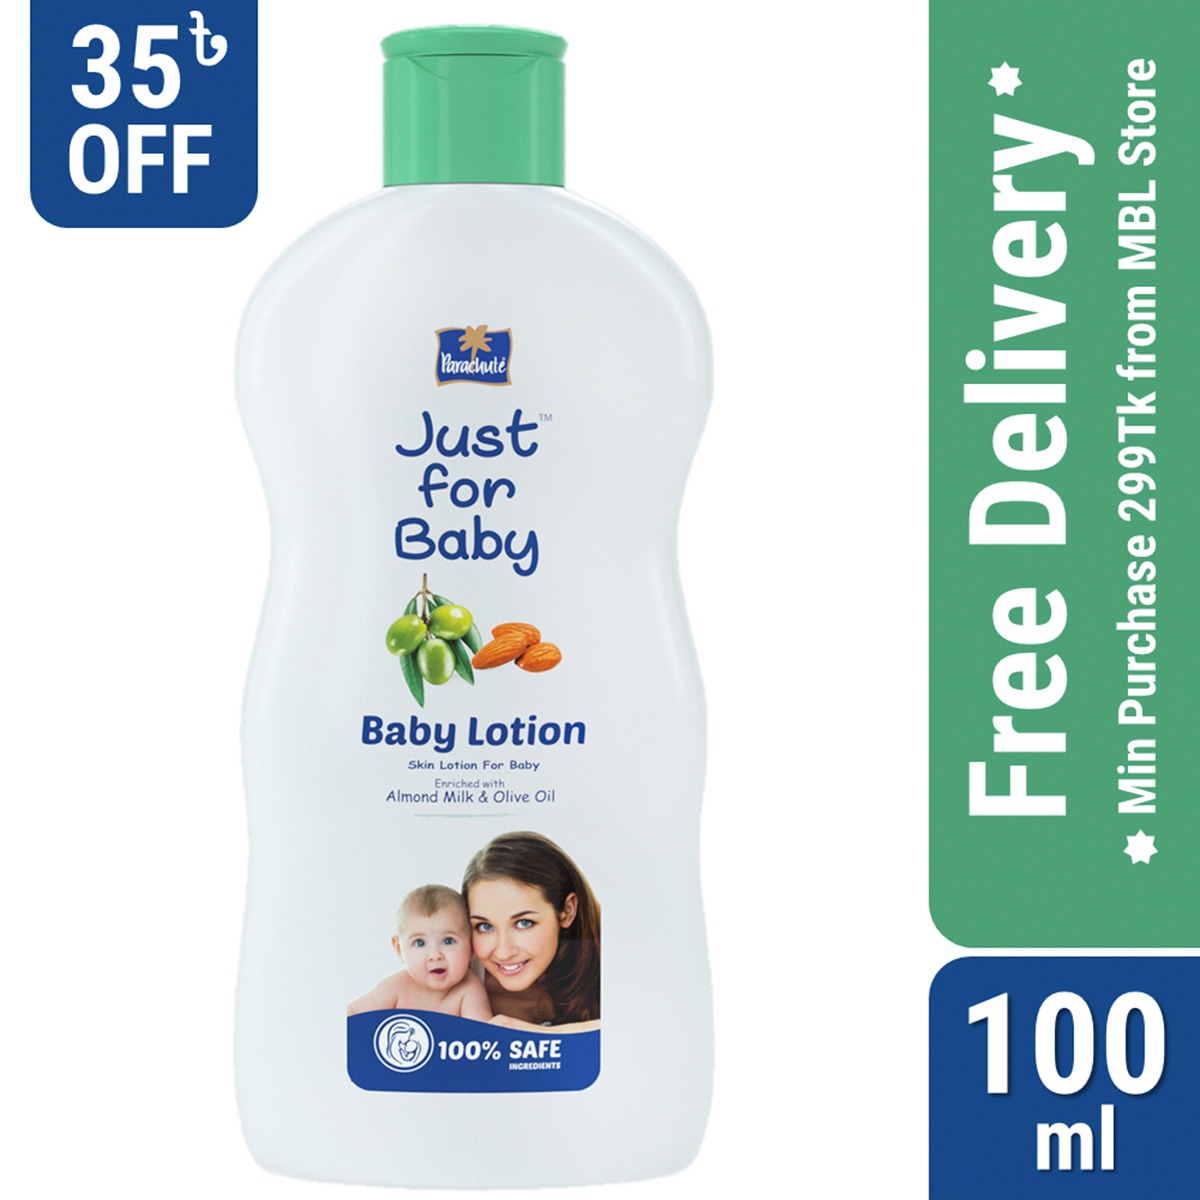 35৳
OFF
Parachute
Just™
for
Baby
Baby Lotion
Skin Lotion For Baby
Enriched with
Almond Milk & Olive Oil
100% SAFE
INGREDIENTS
Free Delivery
Min Purchase 299Tk from MBL Store
100
ml